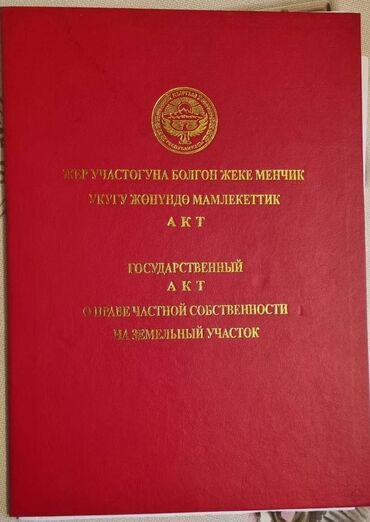 ЖЕР УЧАСТОГУНА БОЛГОН ЖЕКЕ МЕНЧИК
УКУГУ ЖӨНҮНДӨ МАМЛЕКЕТТИК
АКТ
ГОСУДАРСТВЕННЫЙ
АКТ
О ПРАВЕ ЧАСТНОЙ СОБСТВЕННОСТИ
НА ЗЕМЕЛЬНЫЙ УЧАСТОК